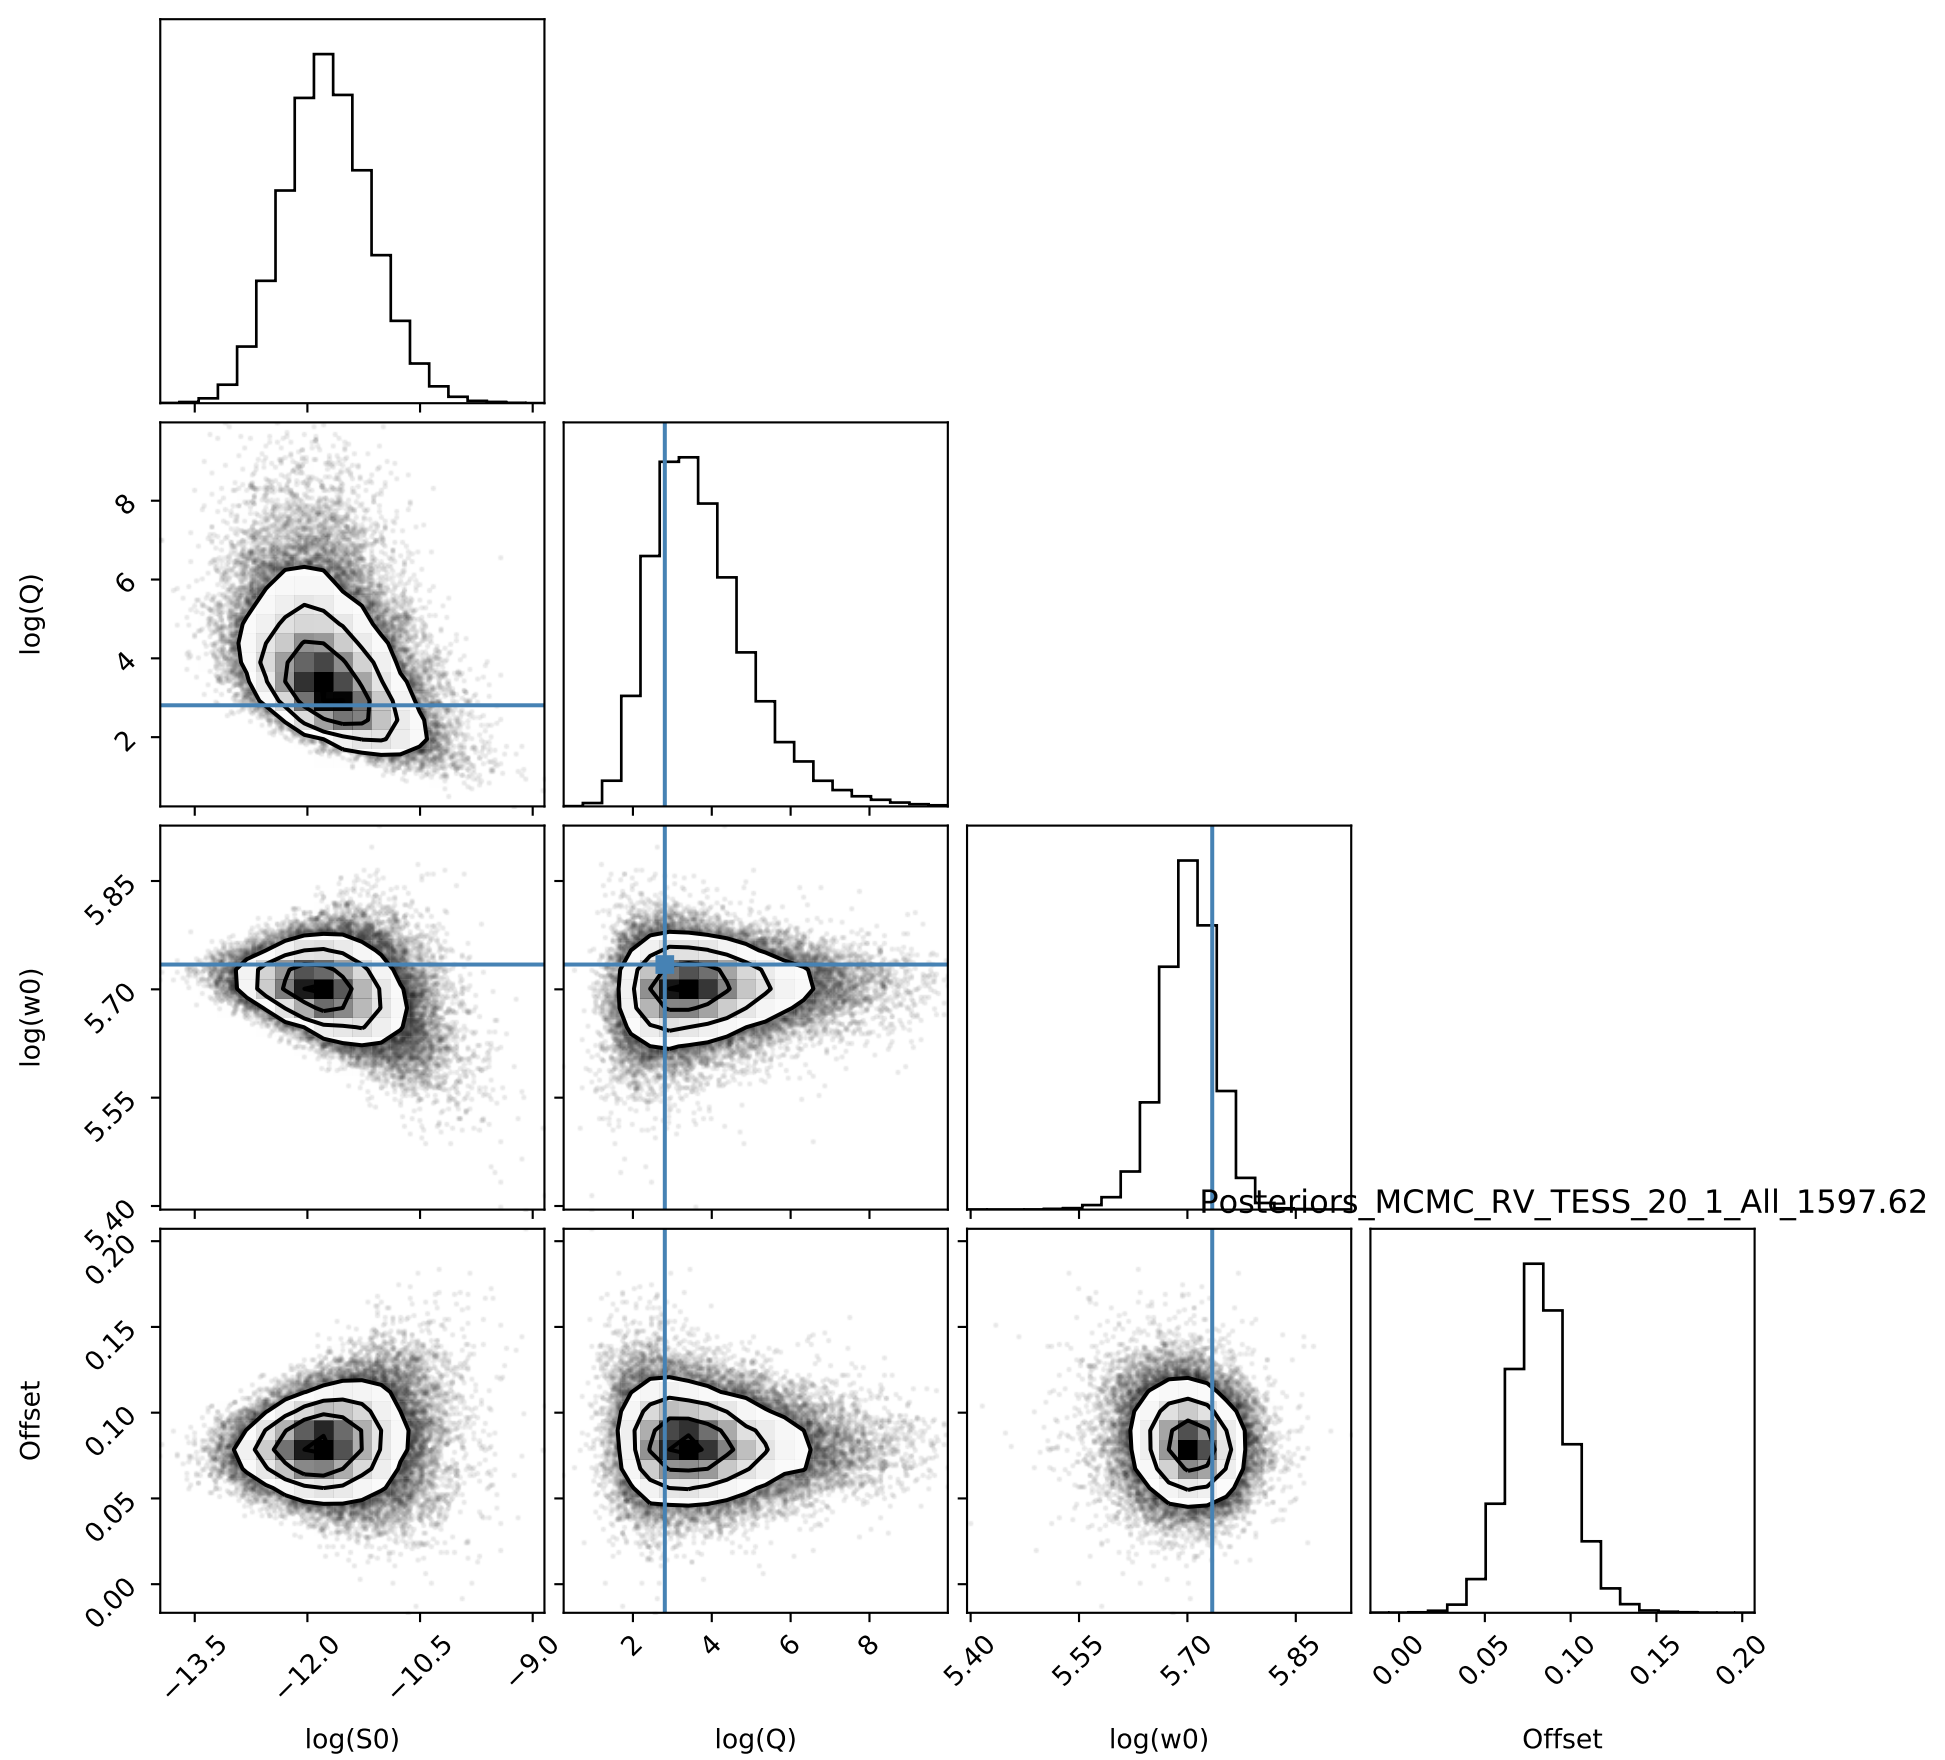 8
6
4
2
log(Q)
5.85
5.70
5.55
5.40
log(w0)
Posteriors_MCMC_RV_TESS_20_1_All_1597.62
0.20
0.15
0.10
0.05
0.00
Offset
−13.5 −12.0 −10.5 −9.0 2 4 6 8 5.40 5.55 5.70 5.85 0.00 0.05 0.10 0.15 0.20
log(S0) log(Q) log(w0) Offset